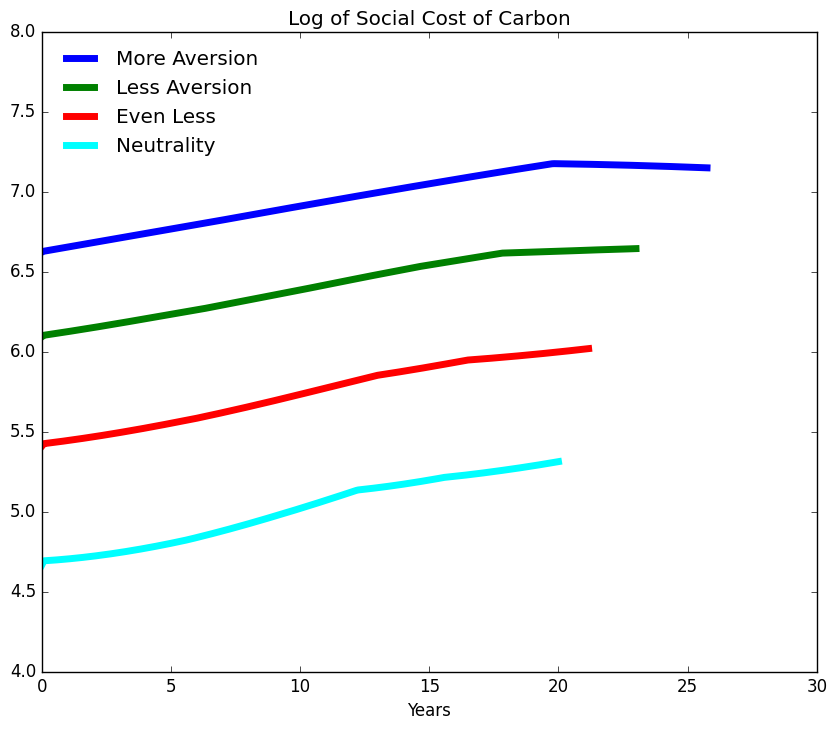 Log of Social Cost of Carbon
8.0
7.5
7.0
6.5
6.0
5.5
5.0
4.5
4.0
More Aversion
Less Aversion
Even Less
Neutrality
0 5 10 15 20 25 30
Years